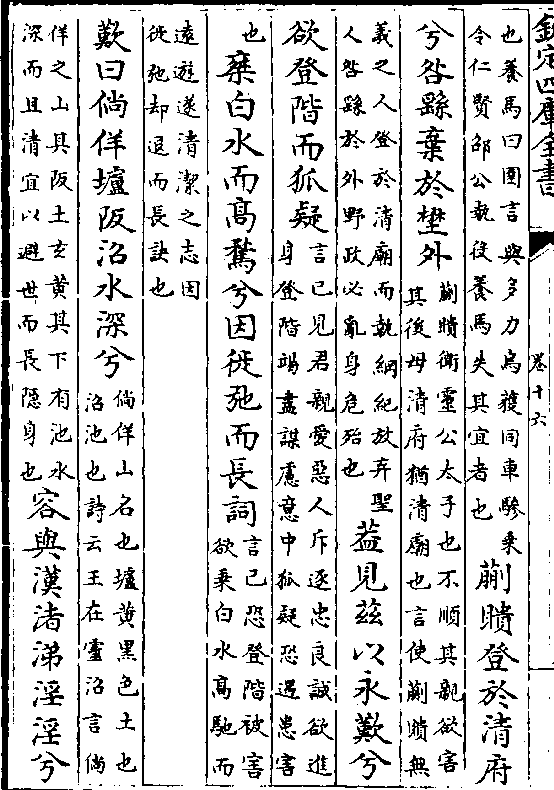 欽定四庫全書
卷十六
也養馬曰圉言與多力烏獲同車驂乗
令仁賢邵公執役養馬失其宜者也
蒯聵登於清府
兮咎繇棄於壄外
蒯聵衛靈公太子也不順其親欲害
其後母清府猶清廟也言使蒯聵無
義之人登於清廟而執綱紀放弃聖
人咎繇於外野政必亂身危殆也
葢見兹以永歎兮
欲登階而狐疑
言已見君親愛惡人斥逐忠良誠欲進
身登階竭盡謀慮意中狐疑恐遇患害
也
椉白水而髙騖兮因徙弛而長詞
言已恐登階被害
欲乗白水高馳而
遠遊遂清潔之志因
徙弛却退而長訣也
歎曰倘佯壚阪沼水深兮
倘佯山名也壚黄黑色土也
沼池也詩云王在靈沼言倘
佯之山其阪土玄黄其下有池水
深而且清宜以避世而長隱身也
容與漢渚涕淫淫兮